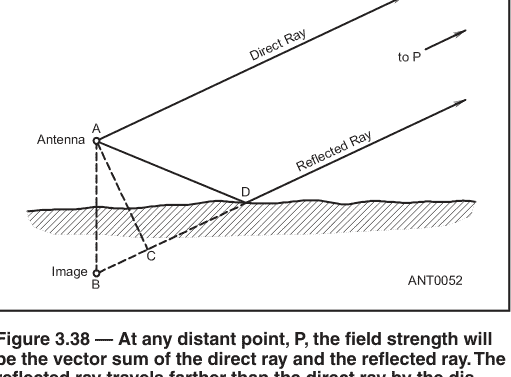 Direct Ray
to P
A
Antenna
Reflected Ray
D
C
Image
B
ANT0052
Figure 3.38 — At any distant point, P, the field strength will
be the vector sum of the direct ray and the reflected ray. The
reflected ray travels farther than the direct ray by the dis-